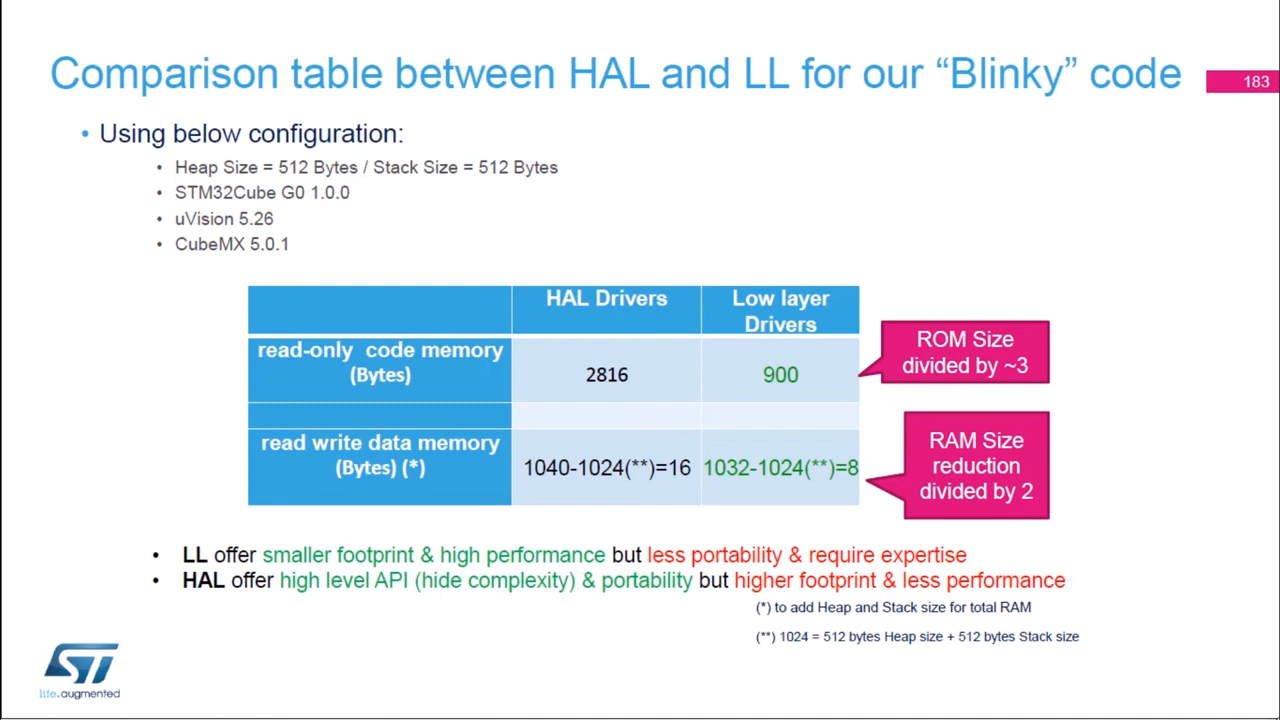 Comparison table between HAL and LL for our “Blinky” code
183
• Using below configuration:
• Heap Size = 512 Bytes / Stack Size = 512 Bytes
• STM32Cube G0 1.0.0
• uVision 5.26
• CubeMX 5.0.1
HAL Drivers
Low layer
Drivers
read-only code memory
(Bytes)
2816
900
ROM Size
divided by ~3
read write data memory
(Bytes) (*)
1040-1024(**)=16
1032-1024(**)=8
RAM Size
reduction
divided by 2
• LL offer smaller footprint & high performance but less portability & require expertise
• HAL offer high level API (hide complexity) & portability but higher footprint & less performance
(*) to add Heap and Stack size for total RAM
(**) 1024 = 512 bytes Heap size + 512 bytes Stack size
ST
life.augmented